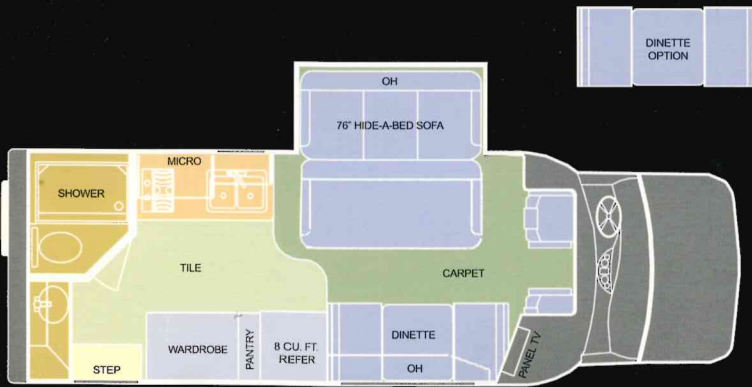 DINETTE
OPTION
OH
76" HIDE-A-BED SOFA
MICRO
SHOWER
TILE
CARPET
WARDROBE
PANTRY
8 CU. FT.
REFER
DINETTE
OH
PANEL TV
STEP